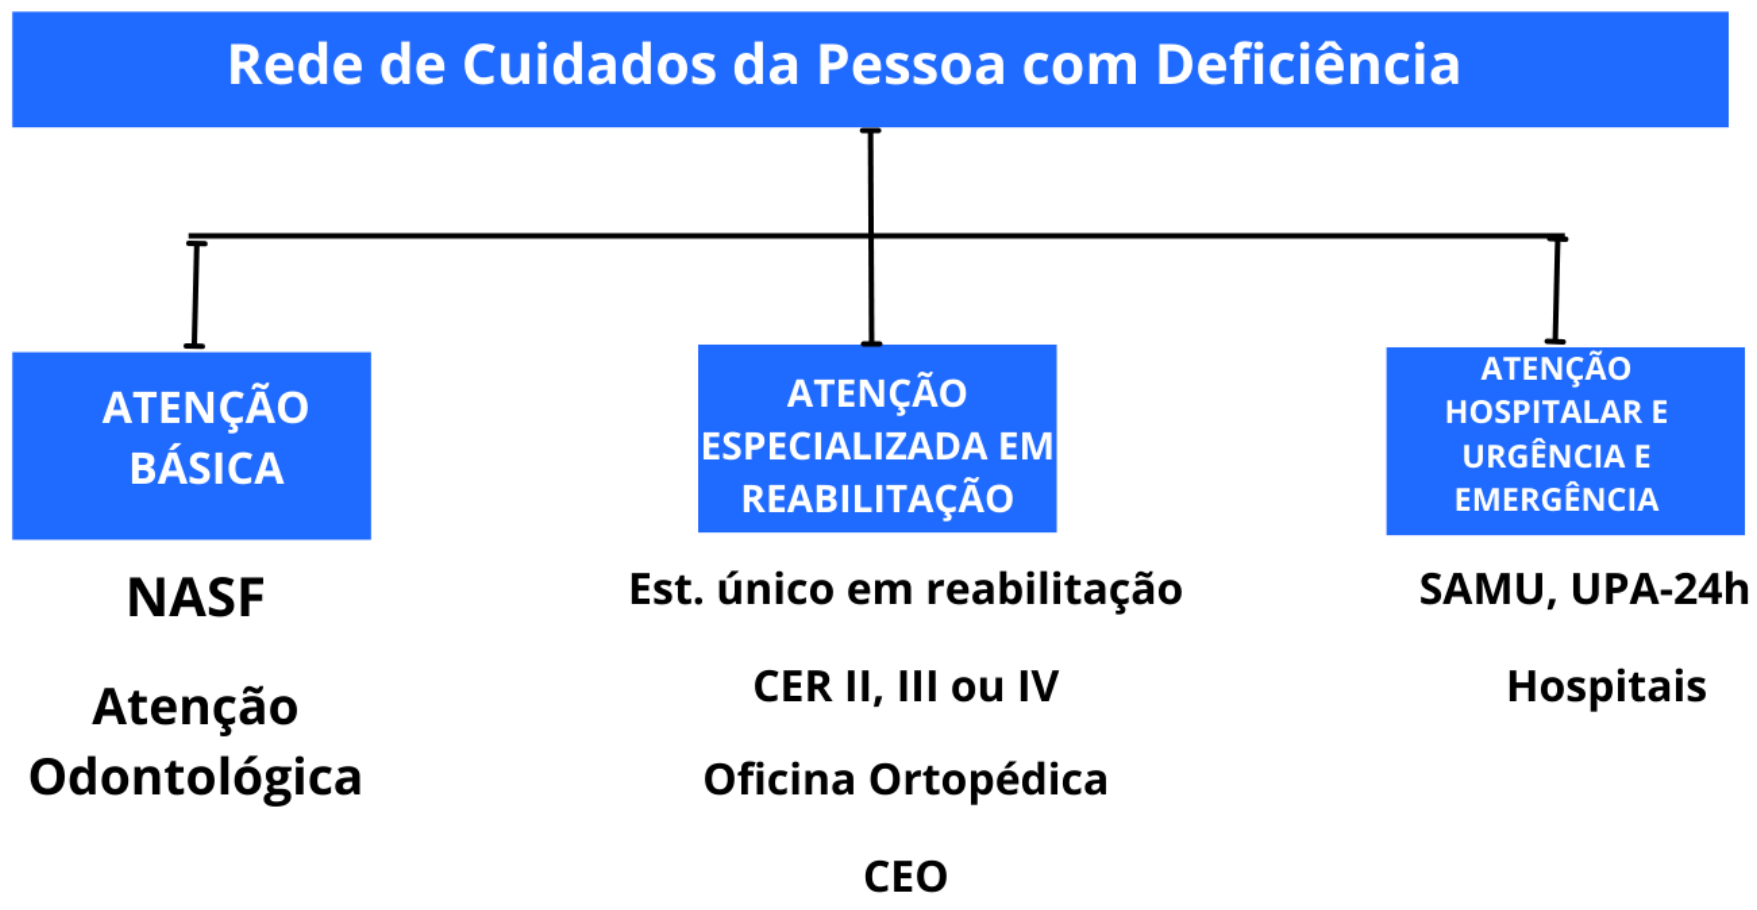 Rede de Cuidados da Pessoa com Deficiência
ATENÇÃO
BÁSICA
NASF
Atenção
Odontológica
ATENÇÃO
ESPECIALIZADA EM
REABILITAÇÃO
Est. único em reabilitação
CER II, III ou IV
Oficina Ortopédica
CEO
ATENÇÃO
HOSPITALAR E
URGÊNCIA E
EMERGÊNCIA
SAMU, UPA-24h
Hospitais